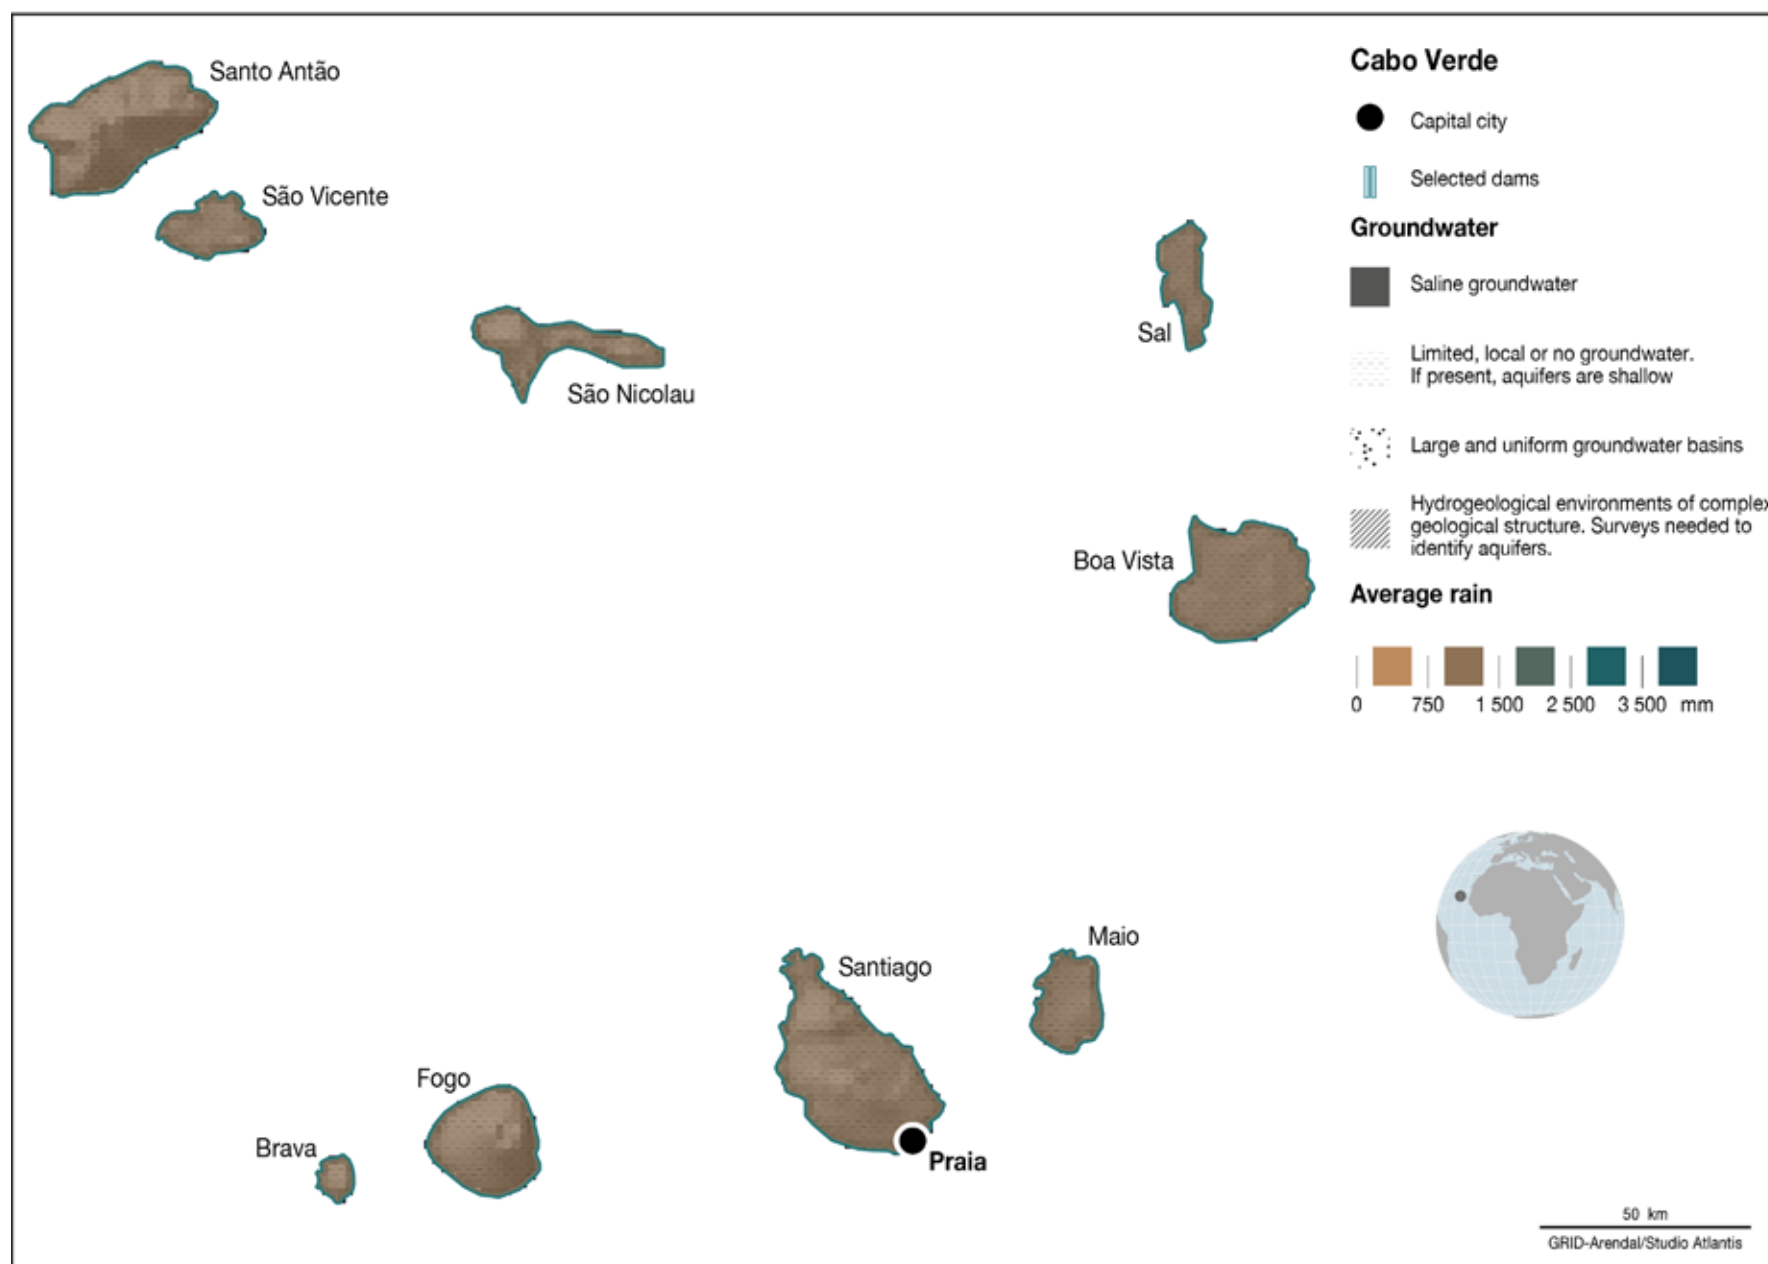 Santo Antão
São Vicente
São Nicolau
Sal
Boa Vista
Maio
Santiago
Praia
Fogo
Brava
Cabo Verde
Capital city
Selected dams
Groundwater
Saline groundwater
Limited, local or no groundwater.
If present, aquifers are shallow
Large and uniform groundwater basins
Hydrogeological environments of complex
geological structure. Surveys needed to
identify aquifers.
Average rain
0 750 1 500 2 500 3 500 mm
50 km
GRID-Arendal/Studio Atlantis